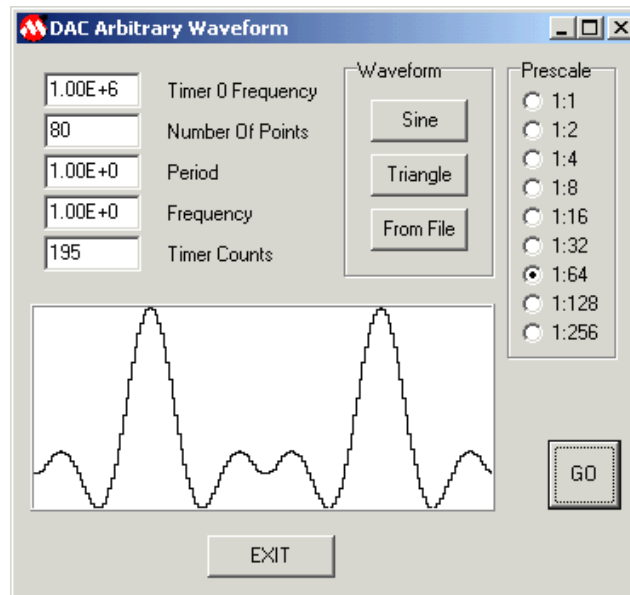 DAC Arbitrary Waveform
1.00E+6 Timer 0 Frequency
80 Number Of Points
1.00E+0 Period
1.00E+0 Frequency
195 Timer Counts
Waveform
Sine
Triangle
From File
Prescale
1:1
1:2
1:4
1:8
1:16
1:32
1:64
1:128
1:256
GO
EXIT